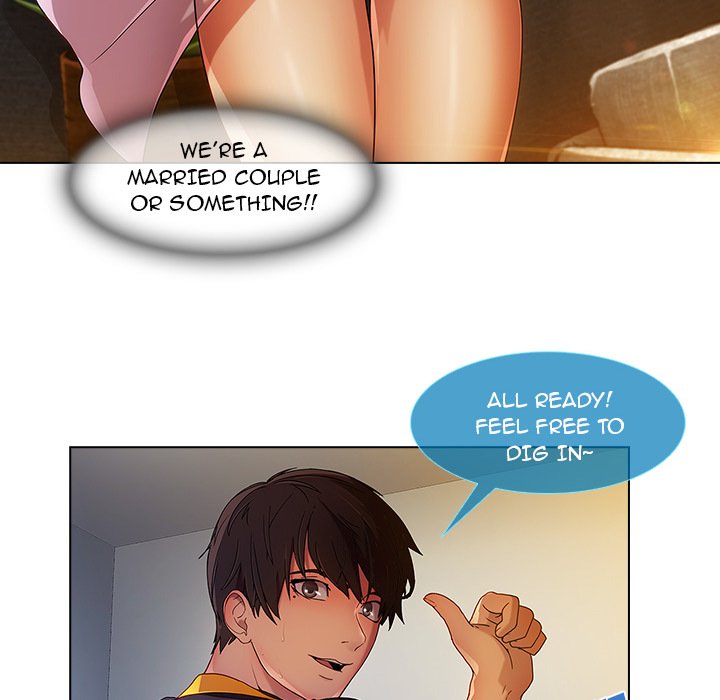 WE'RE A
MARRIED COUPLE
OR SOMETHING!!
ALL READY!
FEEL FREE TO
DIG IN~